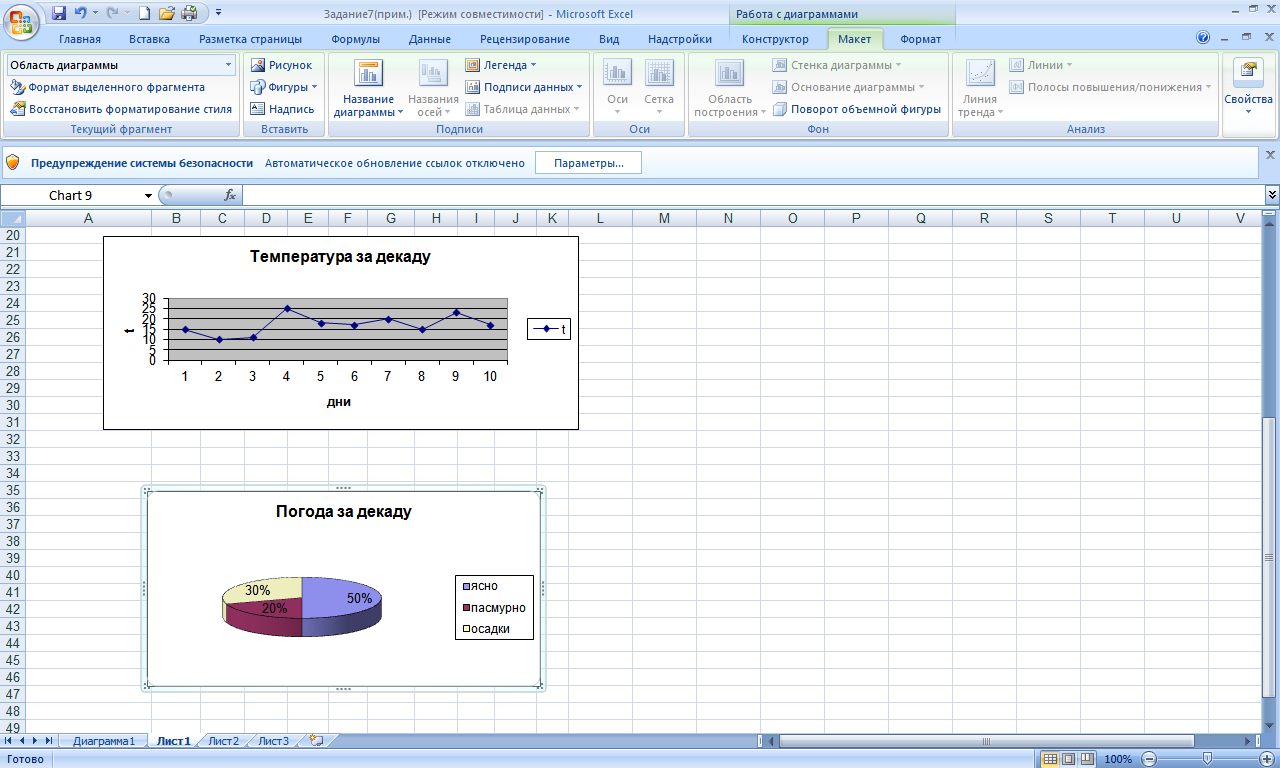 Задание7(прим.) [Режим совместимости] - Microsoft Excel
Работа с диаграммами
Главная Вставка Разметка страницы Формулы Данные Рецензирование Вид Надстройки Конструктор Макет Формат
Область диаграммы
Формат выделенного фрагмента
Восстановить форматирование стиля
Текущий фрагмент
Рисунок
Фигуры
Надпись
Вставить
Название диаграммы
Названия осей
Легенда
Подписи данных
Таблица данных
Подписи
Оси
Сетка
Оси
Область построения
Стенка диаграммы
Основание диаграммы
Поворот объемной фигуры
Фон
Линия тренда
Линии
Полосы повышения/понижения
Анализ
Свойства
Предупреждение системы безопасности Автоматическое обновление ссылок отключено Параметры...
Chart 9 fx
A B C D E F G H I J K L M N O P Q R S T U V
20
21
22
23
24
25
26
27
28
29
30
31
32
33
34
35
36
37
38
39
40
41
42
43
44
45
46
47
48
49
Температура за декаду
t
30
25
20
15
10
5
0
1 2 3 4 5 6 7 8 9 10
дни
t
Погода за декаду
30%
50%
20%
ясно
пасмурно
осадки
Диаграмма1 Лист1 Лист2 Лист3
Готово 100%